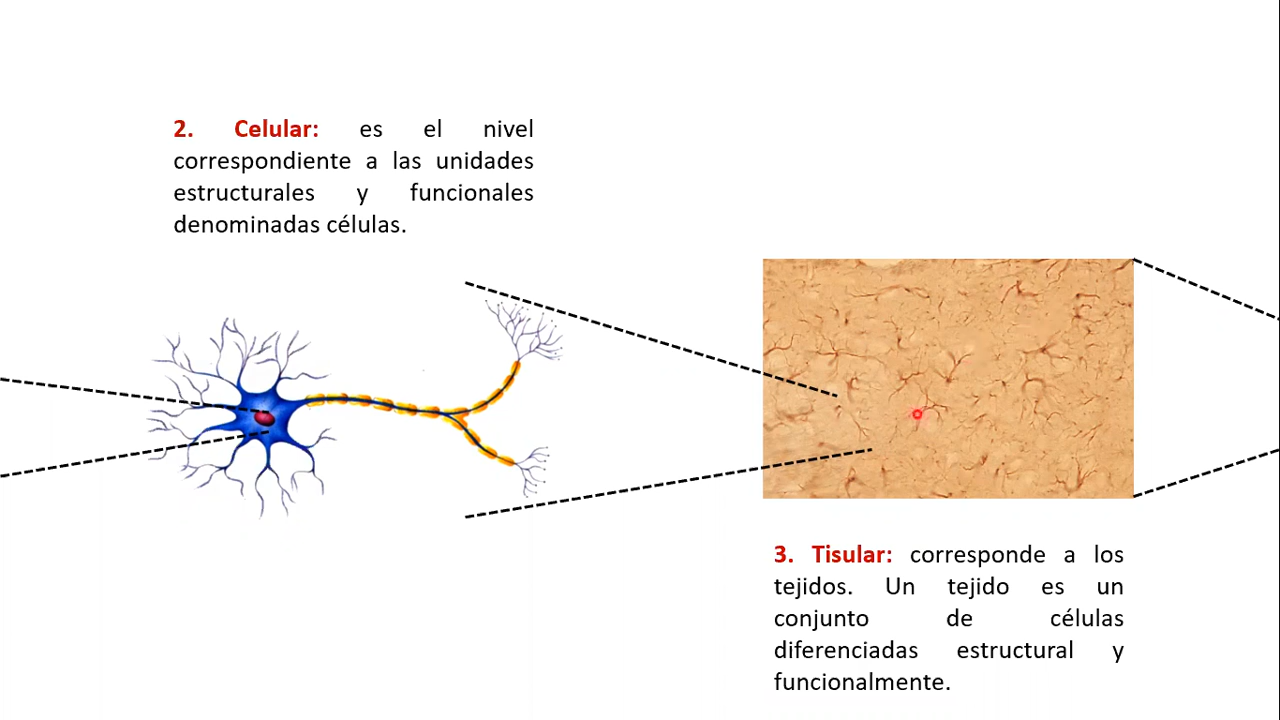 2. Celular: es el nivel
correspondiente a las unidades
estructurales y funcionales
denominadas células.
3. Tisular: corresponde a los
tejidos. Un tejido es un
conjunto de células
diferenciadas estructural y
funcionalmente.